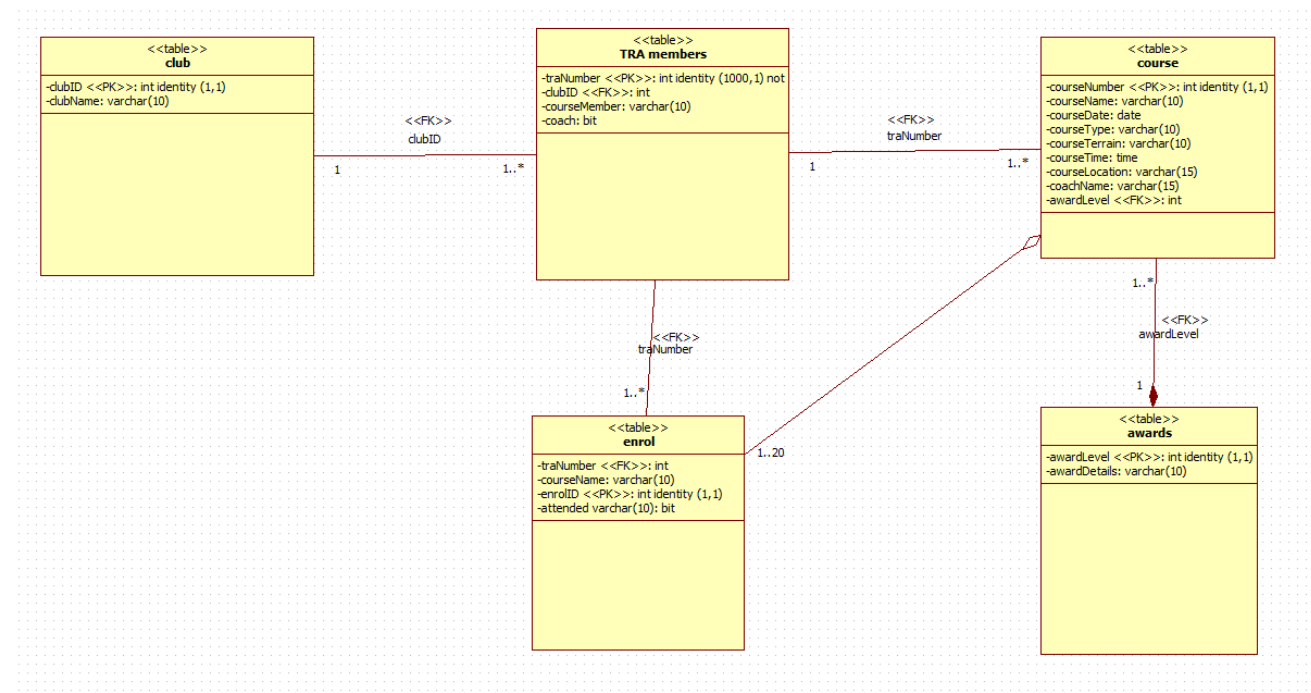 <<table>>
club
-clubID <<PK>>: int identity (1,1)
-clubName: varchar(10)
<<FK>>
clubID
1
1..*
<<table>>
TRA members
-traNumber <<PK>>: int identity (1000,1) not
-clubID <<FK>>: int
-courseMember: varchar(10)
-coach: bit
<<FK>>
traNumber
1
1..*
<<table>>
course
-courseNumber <<PK>>: int identity (1,1)
-courseName: varchar(10)
-courseDate: date
-courseType: varchar(10)
-courseTerrain: varchar(10)
-courseTime: time
-courseLocation: varchar(15)
-coachName: varchar(15)
-awardLevel <<FK>>: int
<<FK>>
traNumber
1..*
1..*
<<FK>>
awardLevel
1
<<table>>
enrol
-traNumber <<FK>>: int
-courseName: varchar(10)
-enrolID <<PK>>: int identity (1,1)
-attended varchar(10): bit
1..20
<<table>>
awards
-awardLevel <<PK>>: int identity (1,1)
-awardDetails: varchar(10)